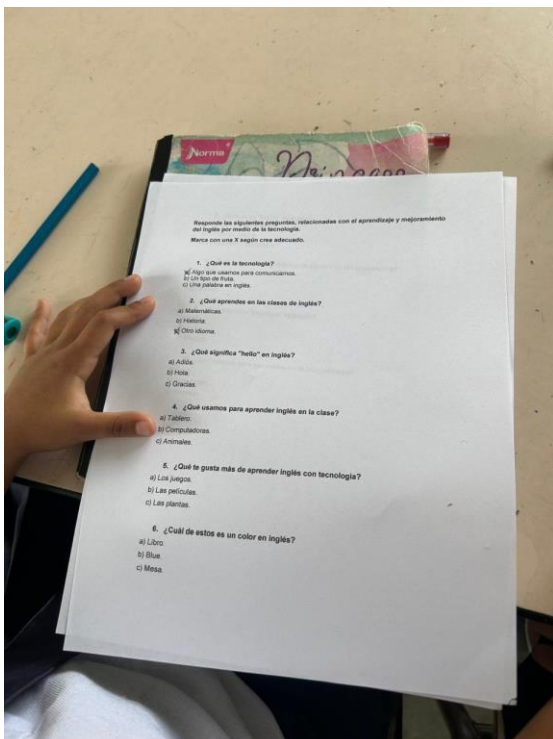 Norma
Princesa
Responde las siguientes preguntas, relacionadas con el aprendizaje y mejoramiento
del inglés por medio de la tecnología.
Marca con una X según crea adecuado.
1. ¿Qué es la tecnología?
a) Algo que usamos para comunicarnos.
b) Un tipo de fruta.
c) Una palabra en inglés.
2. ¿Qué aprendes en las clases de inglés?
a) Matemáticas.
b) Historia.
c) Otro idioma.
3. ¿Qué significa "hello" en inglés?
a) Adiós.
b) Hola.
c) Gracias.
4. ¿Qué usamos para aprender inglés en la clase?
a) Tablero.
b) Computadoras.
c) Animales.
5. ¿Qué te gusta más de aprender inglés con tecnología?
a) Los juegos.
b) Las películas.
c) Las plantas.
6. ¿Cuál de estos es un color en inglés?
a) Libro.
b) Blue.
c) Mesa.